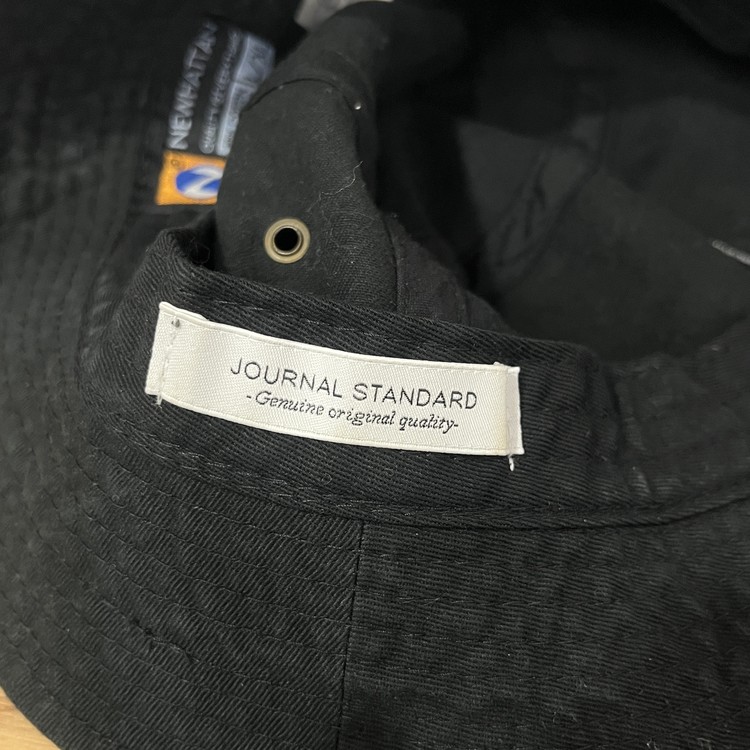 NEWHATTAN
JOURNAL STANDARD
-Genuine original quality-